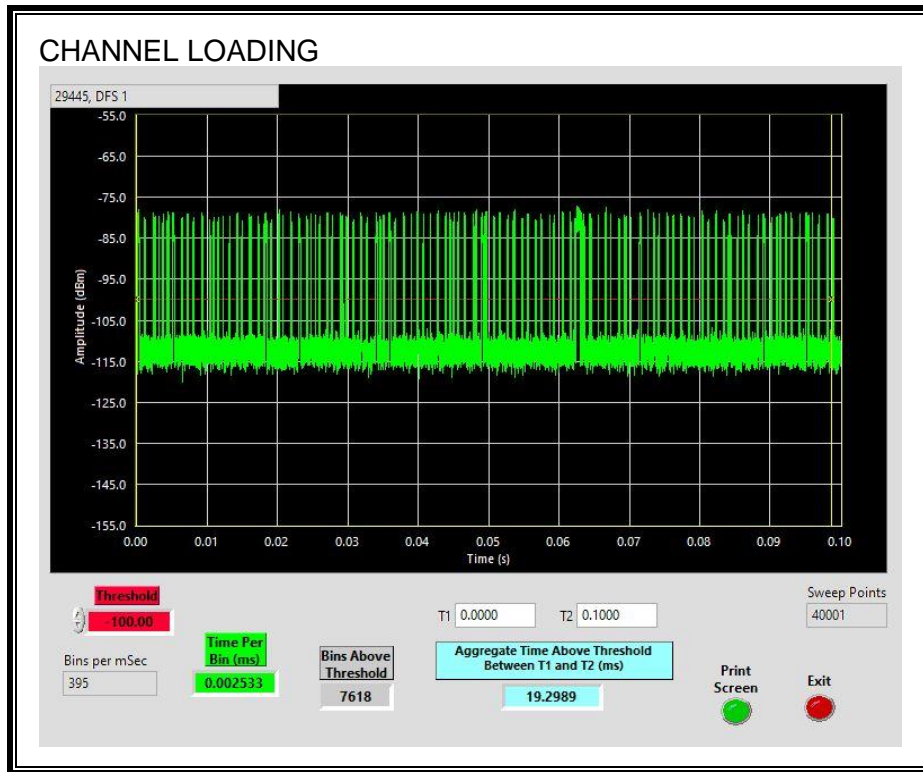 CHANNEL LOADING
29445, DFS 1
-55.0
-65.0
-75.0
-85.0
-95.0
-105.0
-115.0
-125.0
-135.0
-145.0
-155.0
Amplitude (dBm)
0.00 0.01 0.02 0.03 0.04 0.05 0.06 0.07 0.08 0.09 0.10
Time (s)
Threshold
-100.00
T1 0.0000 T2 0.1000
Sweep Points
40001
Bins per mSec
395
Time Per
Bin (ms)
0.002533
Bins Above
Threshold
7618
Aggregate Time Above Threshold
Between T1 and T2 (ms)
19.2989
Print
Screen
Exit